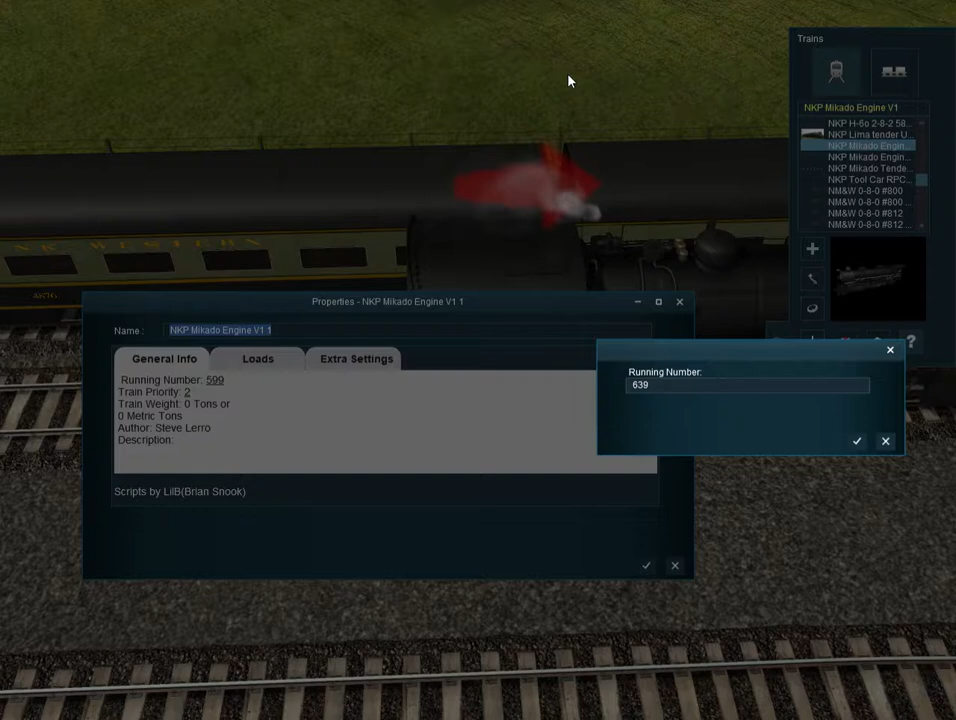 Trains
NKP Mikado Engine V1
NKP H-6o 2-8-2 58...
NKP Lima tender U...
NKP Mikado Engin...
NKP Mikado Engin...
NKP Mikado Tende...
NKP Tool Car RPC...
NM&W 0-8-0 #800
NM&W 0-8-0 #800 ...
NM&W 0-8-0 #812
NM&W 0-8-0 #812 ...
WESTERN
?
Properties - NKP Mikado Engine V1 1
Name :
NKP Mikado Engine V1 1
General Info
Loads
Extra Settings
Running Number: 599
Train Priority: 2
Train Weight: 0 Tons or
0 Metric Tons
Author: Steve Lerro
Description:
Scripts by LilB(Brian Snook)
Running Number:
639